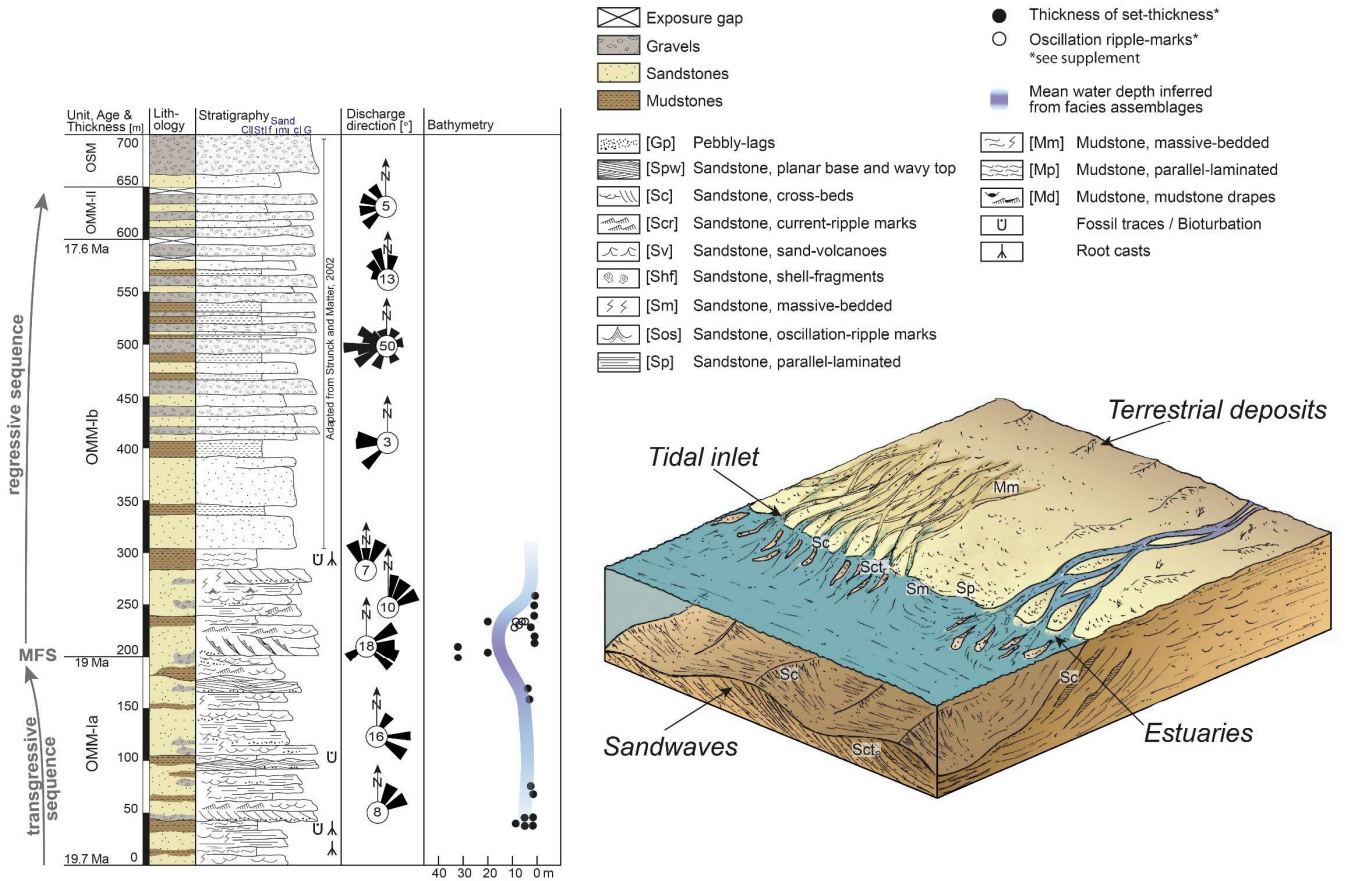 Exposure gap
Gravels
Sandstones
Mudstones
Thickness of set-thickness*
Oscillation ripple-marks*
*see supplement
Mean water depth inferred
from facies assemblages
[Gp] Pebbly-lags
[Spw] Sandstone, planar base and wavy top
[Sc] Sandstone, cross-beds
[Scr] Sandstone, current-ripple marks
[Sv] Sandstone, sand-volcanoes
[Shf] Sandstone, shell-fragments
[Sm] Sandstone, massive-bedded
[Sos] Sandstone, oscillation-ripple marks
[Sp] Sandstone, parallel-laminated
[Mm] Mudstone, massive-bedded
[Mp] Mudstone, parallel-laminated
[Md] Mudstone, mudstone drapes
Fossil traces / Bioturbation
Root casts
Unit, Age &
Thickness [m]
Lith-
ology
Stratigraphy
Sand
Cl|St|f |m| c| G
Discharge
direction [°]
Bathymetry
OSM
OMM-II
17.6 Ma
OMM-Ib
19 Ma
OMM-Ia
19.7 Ma
700
650
600
550
500
450
400
350
300
250
200
150
100
50
0
regressive sequence
MFS
transgressive
sequence
Adapted from Strunck and Matter, 2002
N
5
N
13
N
50
N
3
N
7
N
10
N
18
N
16
N
8
40 30 20 10 0 m
Terrestrial deposits
Tidal inlet
Mm
Sc
Sct
Sm
Sp
Sc
Sc
Sct
Sandwaves
Estuaries